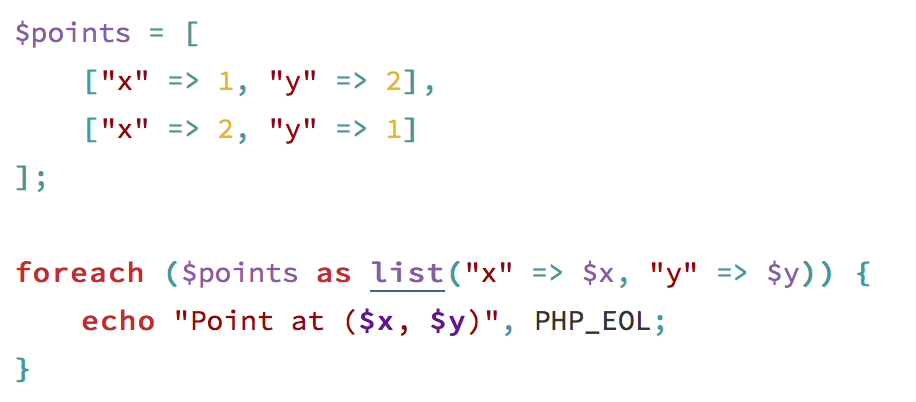 $points = [
    ["x" => 1, "y" => 2],
    ["x" => 2, "y" => 1]
];

foreach ($points as list("x" => $x, "y" => $y)) {
    echo "Point at ($x, $y)", PHP_EOL;
}